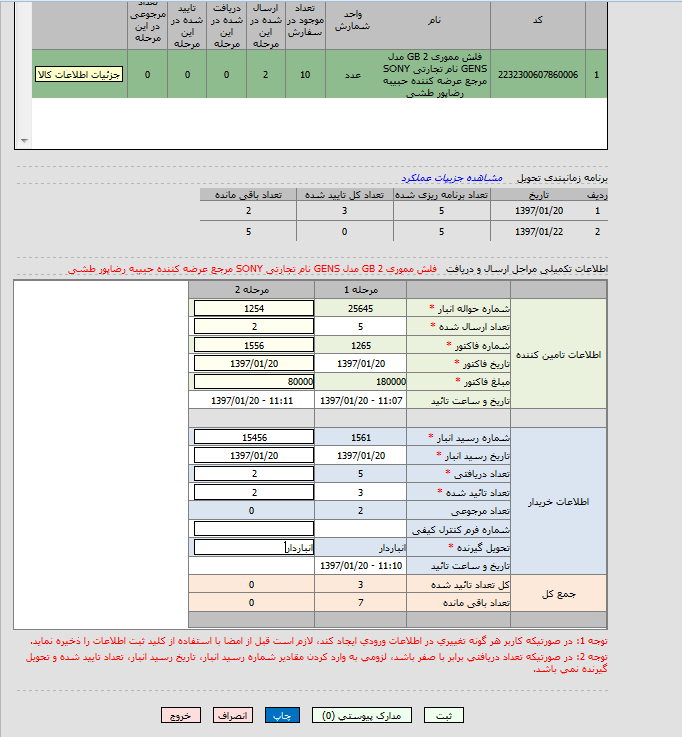 کد
نام
واحد شمارش
تعداد موجود در سفارش
ارسال شده در این مرحله
دریافت شده در این مرحله
تایید شده در این مرحله
تعداد مرجوعی در این مرحله
1
2232300607860006
فلش مموری 2 GB مدل
GENS نام تجارتی SONY
مرجع عرضه کننده حبیبه
رضاپور طشی
عدد
10
2
0
0
0
جزئیات اطلاعات کالا
برنامه زمانبندی تحویل مشاهده جزییات عملکرد
ردیف تاریخ تعداد برنامه ریزی شده تعداد کل تایید شده تعداد باقی مانده
1 1397/01/20 5 3 2
2 1397/01/22 5 0 5
اطلاعات تکمیلی مراحل ارسال و دریافت فلش مموری 2 GB مدل GENS نام تجارتی SONY مرجع عرضه کننده حبیبه رضاپور طشی
مرحله 1 مرحله 2
اطلاعات تامین کننده
شماره حواله انبار * 25645 1254
تعداد ارسال شده * 5 2
شماره فاکتور * 1265 1556
تاریخ فاکتور * 1397/01/20 1397/01/20
مبلغ فاکتور * 180000 80000
تاریخ و ساعت تائید 1397/01/20 - 11:07 1397/01/20 - 11:11
اطلاعات خریدار
شماره رسید انبار * 1561 15456
تاریخ رسید انبار * 1397/01/20 1397/01/20
تعداد دریافتی * 5 2
تعداد تائید شده * 3 2
تعداد مرجوعی 2 0
شماره فرم کنترل کیفی
تحویل گیرنده * انباردار انباردار
تاریخ و ساعت تائید 1397/01/20 - 11:10
جمع کل
کل تعداد تائید شده 3 0
تعداد باقی مانده 7 0
توجه 1: در صورتیکه کاربر هر گونه تغییری در اطلاعات ورودی ایجاد کند، لازم است قبل از امضا با استفاده از کلید ثبت اطلاعات را ذخیره نماید.
توجه 2: در صورتیکه تعداد دریافتی برابر با صفر باشد، لزومی به وارد کردن مقادیر شماره رسید انبار، تاریخ رسید انبار، تعداد تایید شده و تحویل
گیرنده نمی باشد.
ثبت مدارک پیوستی (0) چاپ انصراف خروج